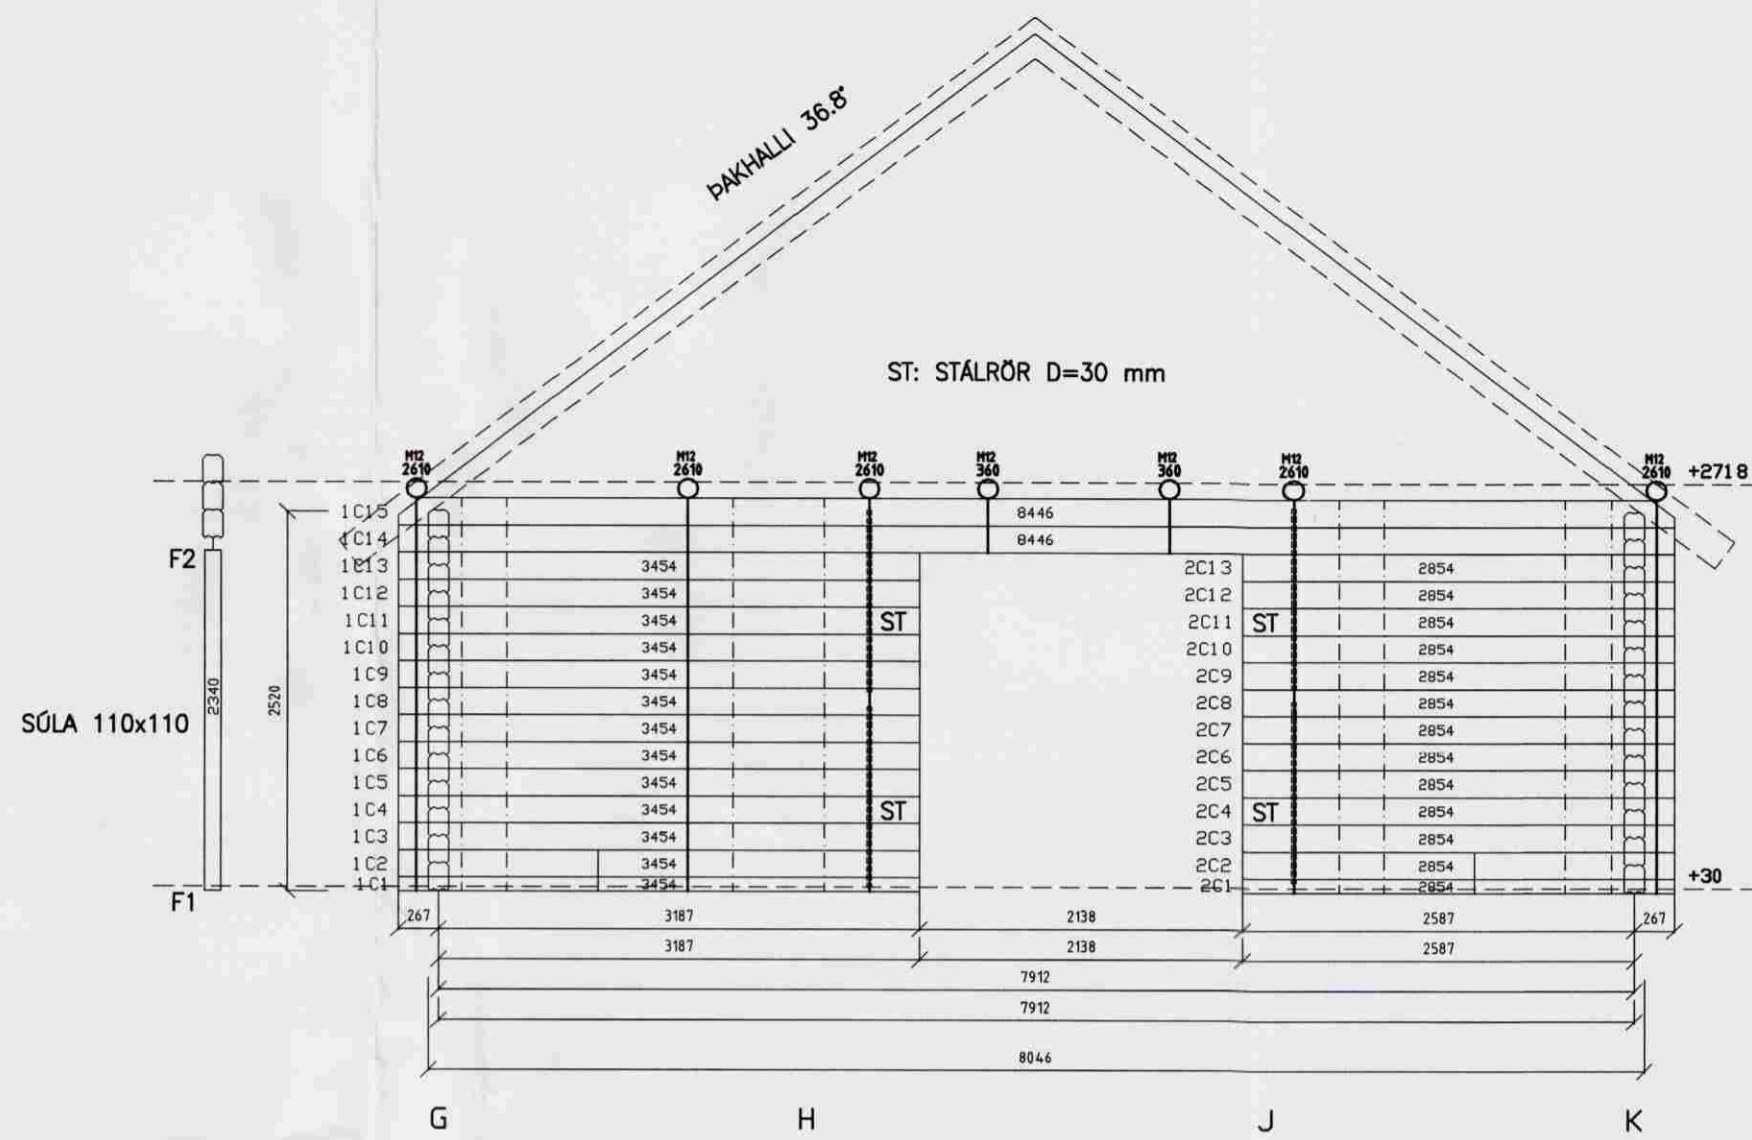 ÞAKHALLI 36.8°
ST: STÁLRÖR D=30 mm
M12 M12 M12 M12 M12 M12 M12
2610 2610 2610 360 360 2610 2610 +2718
1C15 8446
1C14 8446
F2
1C13 3454 2C13 2854
1C12 3454 2C12 2854
1C11 3454 ST 2C11 ST 2854
1C10 3454 2C10 2854
1C9 3454 2C9 2854
2340 2520
1C8 3454 2C8 2854
SÚLA 110x110
1C7 3454 2C7 2854
1C6 3454 2C6 2854
1C5 3454 2C5 2854
1C4 3454 ST 2C4 ST 2854
1C3 3454 2C3 2854
1C2 3454 2C2 2854
1C1 3454 2C1 2854 +30
F1
267 3187 2138 2587 267
3187 2138 2587
7912
7912
8046
G H J K